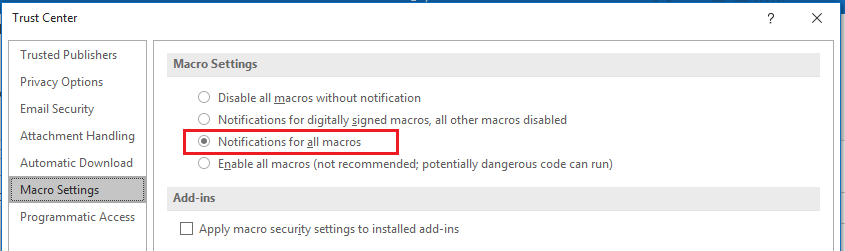 Trust Center
?
Trusted Publishers
Privacy Options
Email Security
Attachment Handling
Automatic Download
Macro Settings
Programmatic Access
Macro Settings
Disable all macros without notification
Notifications for digitally signed macros, all other macros disabled
Notifications for all macros
Enable all macros (not recommended; potentially dangerous code can run)
Add-ins
Apply macro security settings to installed add-ins